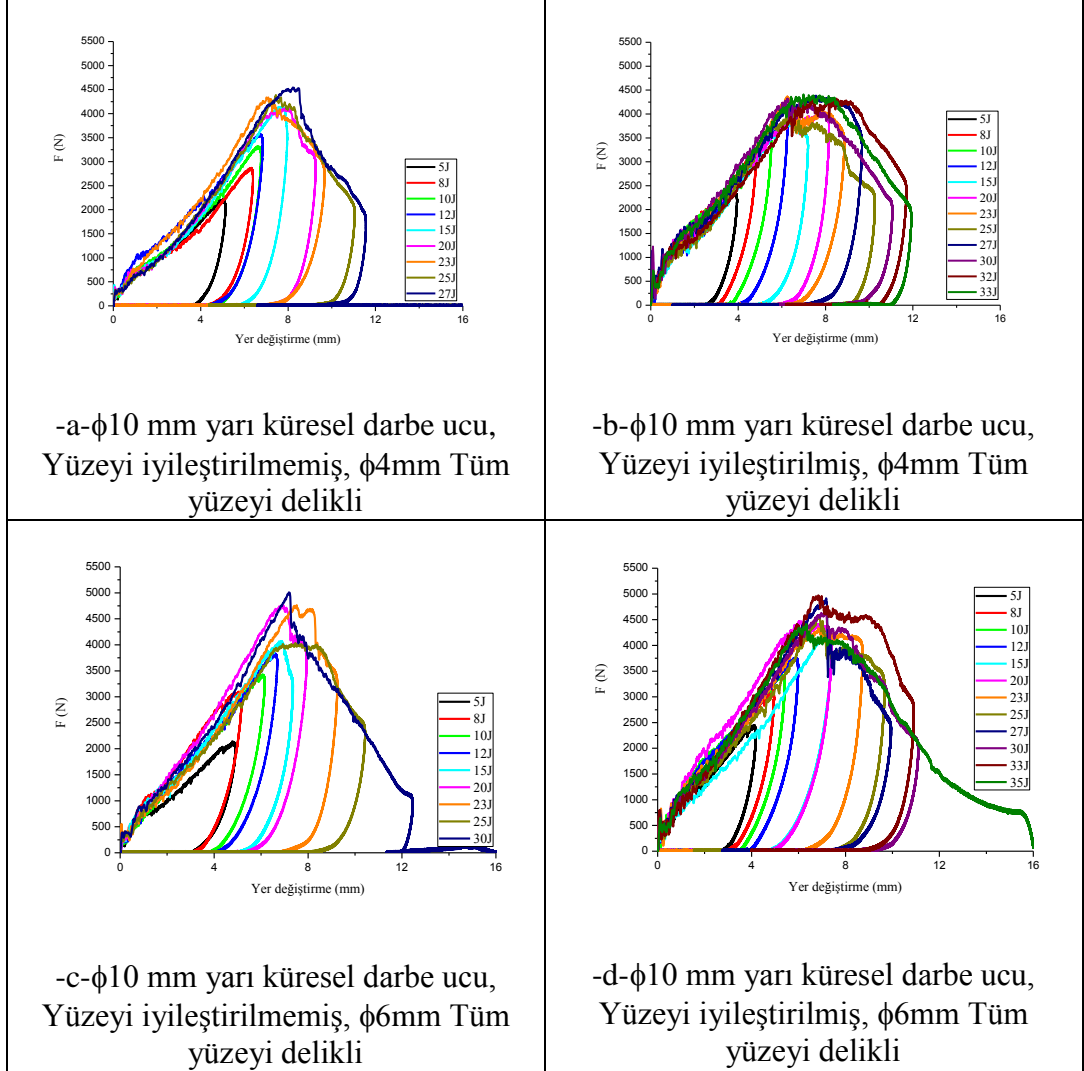 5500
5000
4500
4000
3500
3000
2500
2000
1500
1000
500
0
F (N)
0 4 8 12 16
Yer değiştirme (mm)
5J
8J
10J
12J
15J
20J
23J
25J
27J
-a-ϕ10 mm yarı küresel darbe ucu,
Yüzeyi iyileştirilmemiş, ϕ4mm Tüm
yüzeyi delikli
5500
5000
4500
4000
3500
3000
2500
2000
1500
1000
500
0
F (N)
0 4 8 12 16
Yer değiştirme (mm)
5J
8J
10J
12J
15J
20J
23J
25J
27J
30J
32J
33J
-b-ϕ10 mm yarı küresel darbe ucu,
Yüzeyi iyileştirilmiş, ϕ4mm Tüm
yüzeyi delikli
5500
5000
4500
4000
3500
3000
2500
2000
1500
1000
500
0
F (N)
0 4 8 12 16
Yer değiştirme (mm)
5J
8J
10J
12J
15J
20J
23J
25J
30J
-c-ϕ10 mm yarı küresel darbe ucu,
Yüzeyi iyileştirilmemiş, ϕ6mm Tüm
yüzeyi delikli
5500
5000
4500
4000
3500
3000
2500
2000
1500
1000
500
0
F (N)
0 4 8 12 16
Yer değiştirme (mm)
5J
8J
10J
12J
15J
20J
23J
25J
27J
30J
33J
35J
-d-ϕ10 mm yarı küresel darbe ucu,
Yüzeyi iyileştirilmiş, ϕ6mm Tüm
yüzeyi delikli